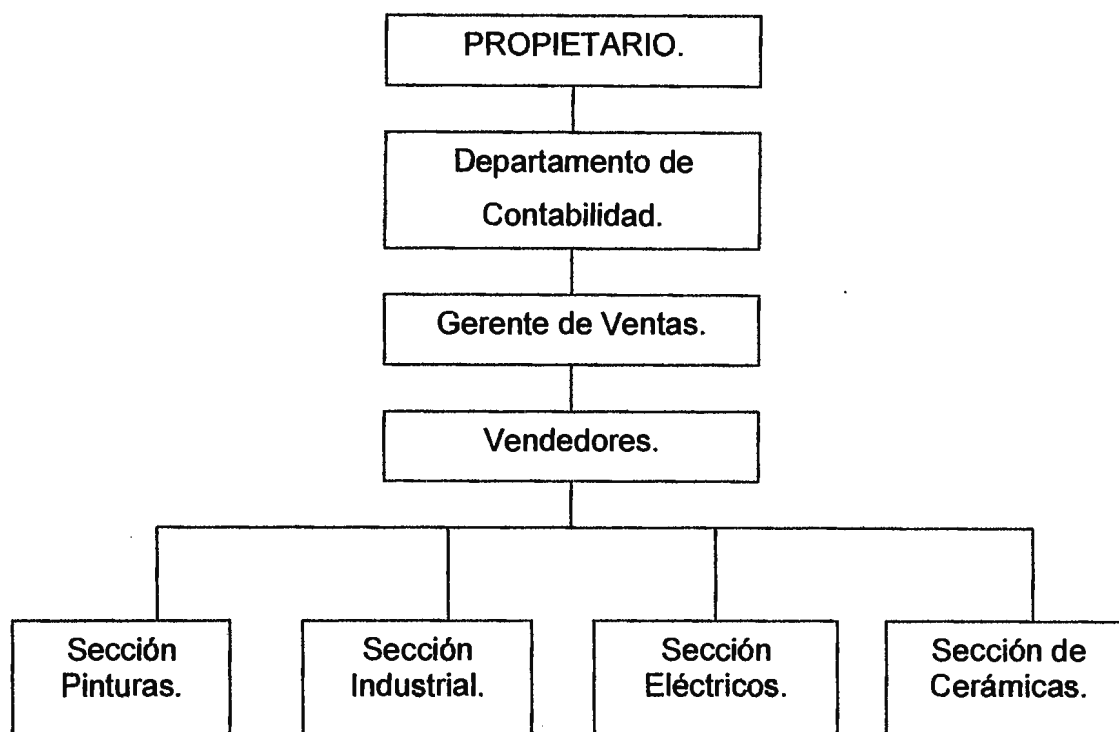 PROPIETARIO.
Departamento de
Contabilidad.
Gerente de Ventas.
Vendedores.
Sección
Pinturas.
Sección
Industrial.
Sección
Eléctricos.
Sección de
Cerámicas.